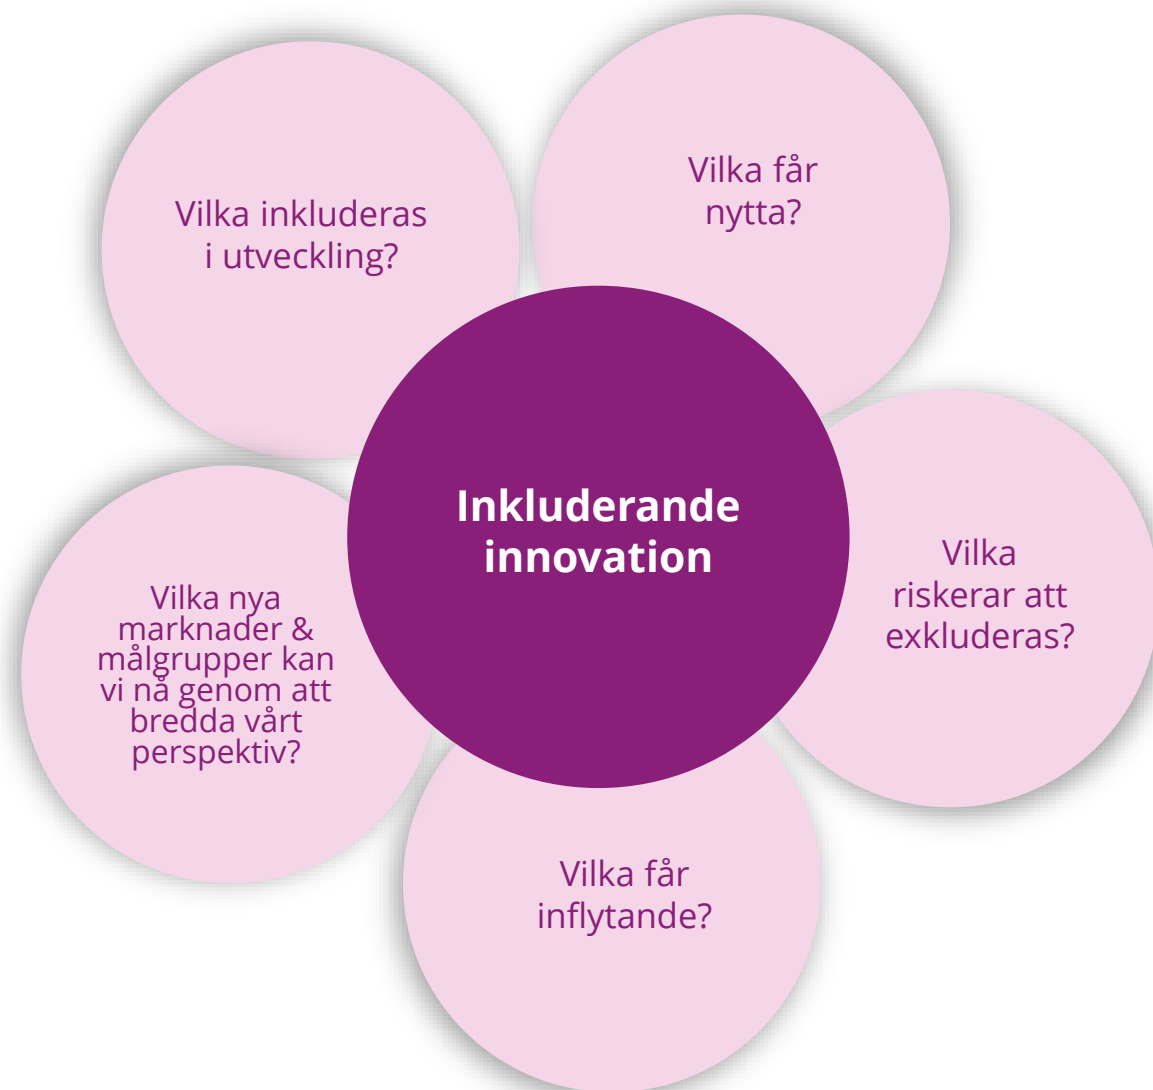 Vilka inkluderas
i utveckling?
Vilka får
nytta?
Inkluderande
innovation
Vilka
riskerar att
exkluderas?
Vilka nya
marknader &
målgrupper kan
vi nå genom att
bredda vårt
perspektiv?
Vilka får
inflytande?